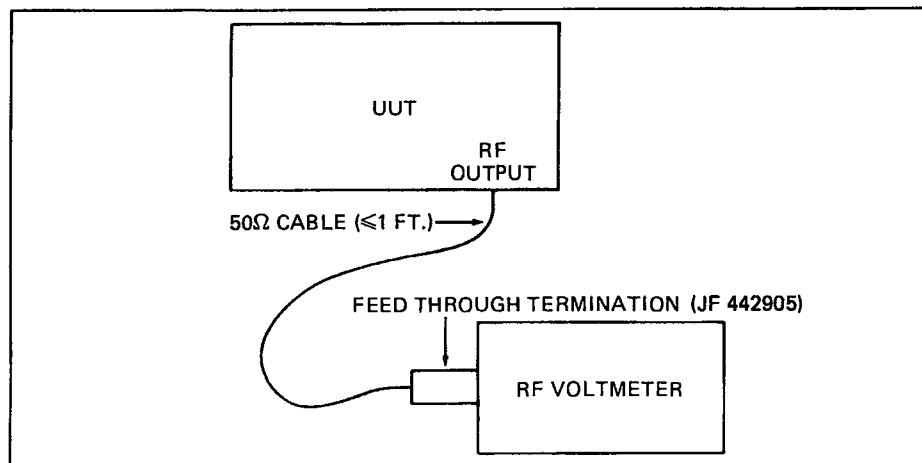 UUT
RF
OUTPUT
50Ω CABLE (⩽1 FT.)
FEED THROUGH TERMINATION (JF 442905)
RF VOLTMETER